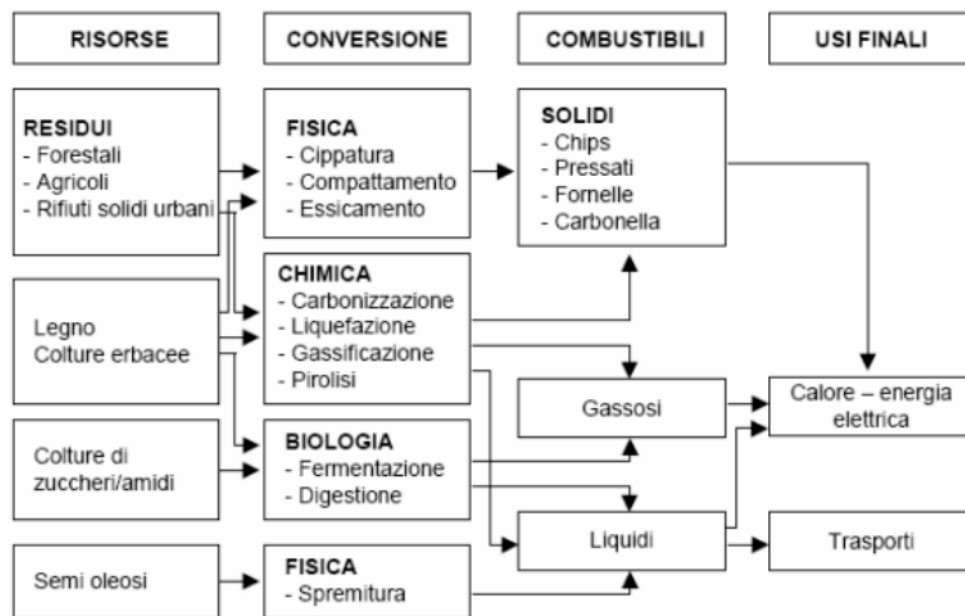 RISORSE
CONVERSIONE
COMBUSTIBILI
USI FINALI
RESIDUI
- Forestali
- Agricoli
- Rifiuti solidi urbani
FISICA
- Cippatura
- Compattamento
- Essicamento
SOLIDI
- Chips
- Pressati
- Fornelle
- Carbonella
Legno
Colture erbacee
CHIMICA
- Carbonizzazione
- Liquefazione
- Gassificazione
- Pirolisi
Gassosi
Calore – energia
elettrica
Colture di
zuccheri/amidi
BIOLOGIA
- Fermentazione
- Digestione
Liquidi
Trasporti
Semi oleosi
FISICA
- Spremitura